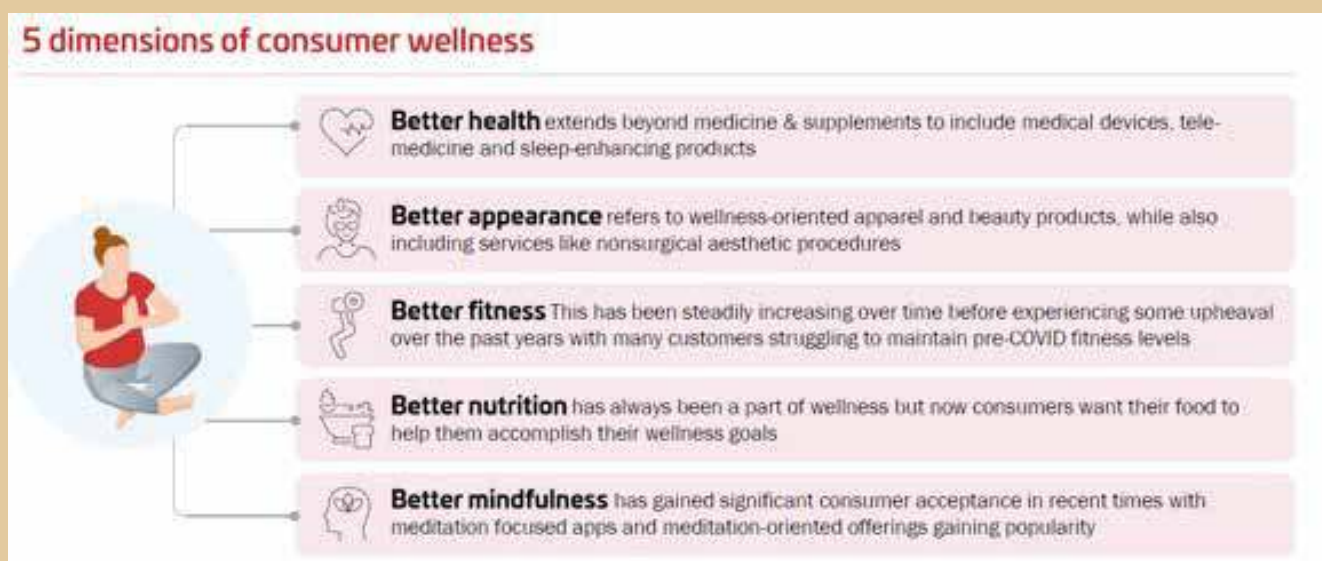 5 dimensions of consumer wellness
Better health extends beyond medicine & supplements to include medical devices, tele-
medicine and sleep-enhancing products
Better appearance refers to wellness-oriented apparel and beauty products, while also
including services like nonsurgical aesthetic procedures
Better fitness This has been steadily increasing over time before experiencing some upheaval
over the past years with many customers struggling to maintain pre-COVID fitness levels
Better nutrition has always been a part of wellness but now consumers want their food to
help them accomplish their wellness goals
Better mindfulness has gained significant consumer acceptance in recent times with
meditation focused apps and meditation-oriented offerings gaining popularity